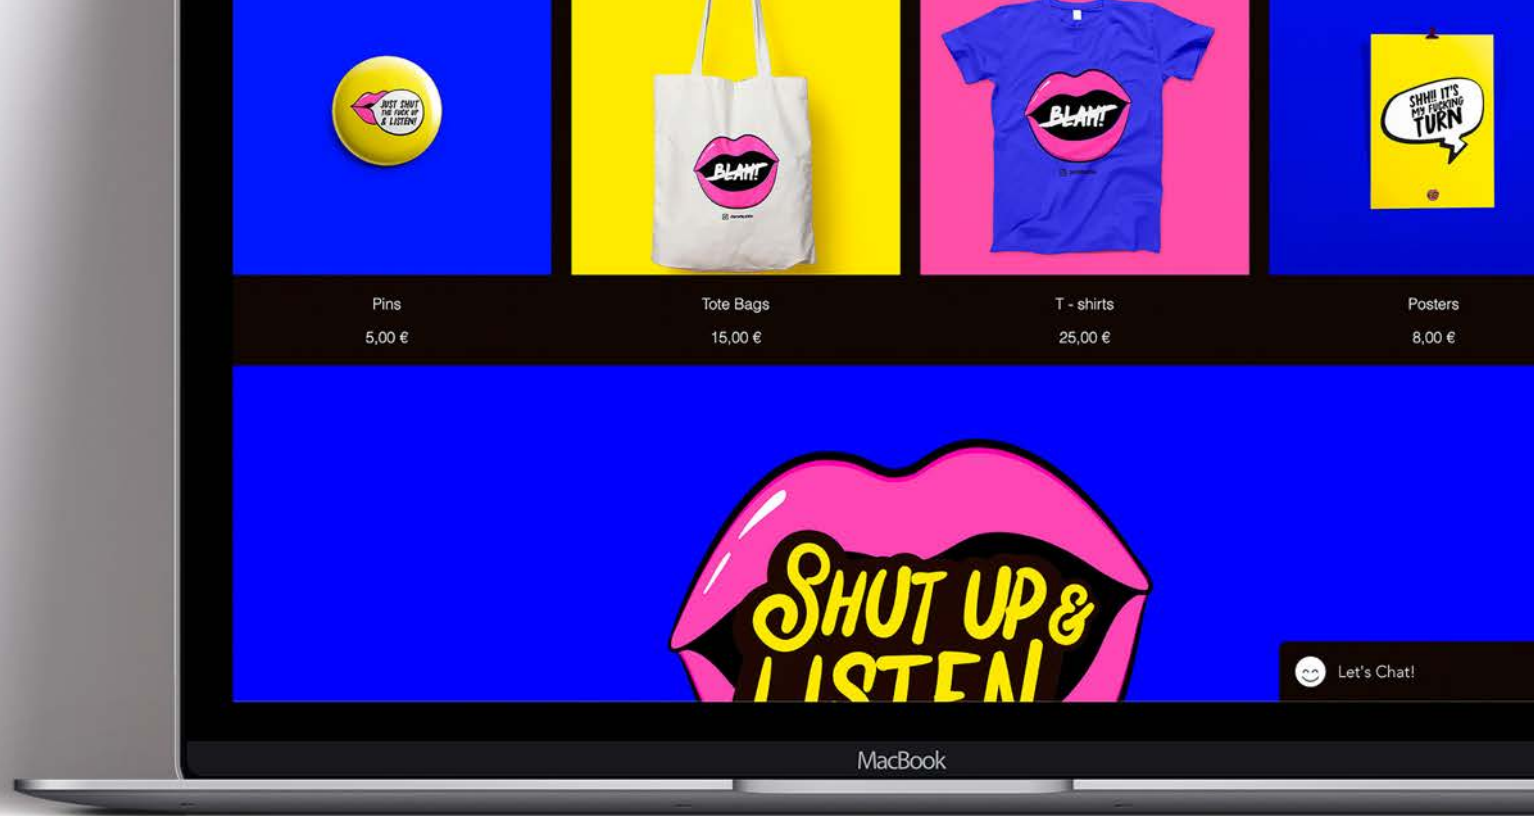 JUST SHUT
THE FUCK UP
& LISTEN!
BLAH!
BLAH!
SHH!! IT'S
MY FUCKING
TURN
Pins
Tote Bags
T - shirts
Posters
5,00 €
15,00 €
25,00 €
8,00 €
SHUT UP &
LISTEN
Let's Chat!
MacBook